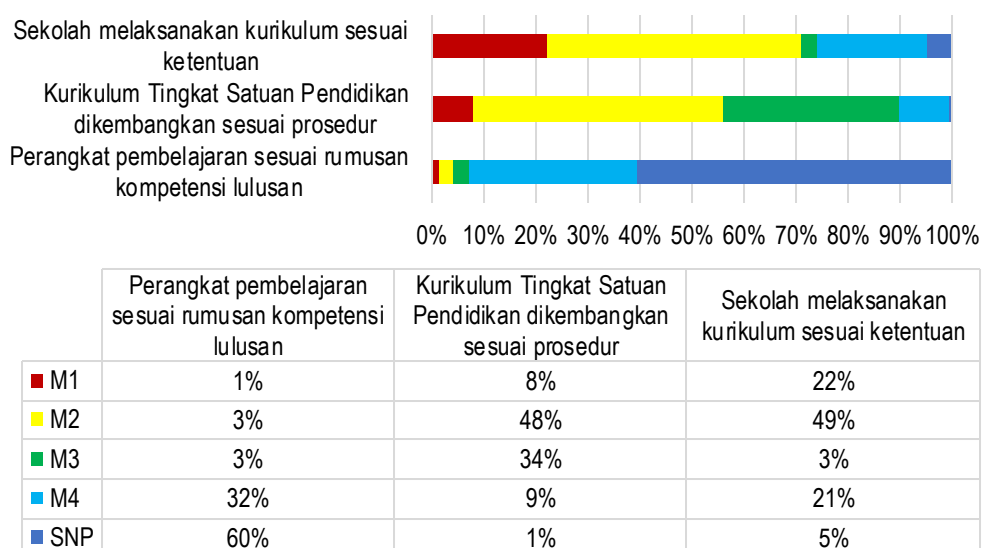 Sekolah melaksanakan kurikulum sesuai
ketentuan
Kurikulum Tingkat Satuan Pendidikan
dikembangkan sesuai prosedur
Perangkat pembelajaran sesuai rumusan
kompetensi lulusan
0% 10% 20% 30% 40% 50% 60% 70% 80% 90% 100%
Perangkat pembelajaran
sesuai rumusan kompetensi
lulusan
Kurikulum Tingkat Satuan
Pendidikan dikembangkan
sesuai prosedur
Sekolah melaksanakan
kurikulum sesuai ketentuan
M1 1% 8% 22%
M2 3% 48% 49%
M3 3% 34% 3%
M4 32% 9% 21%
SNP 60% 1% 5%